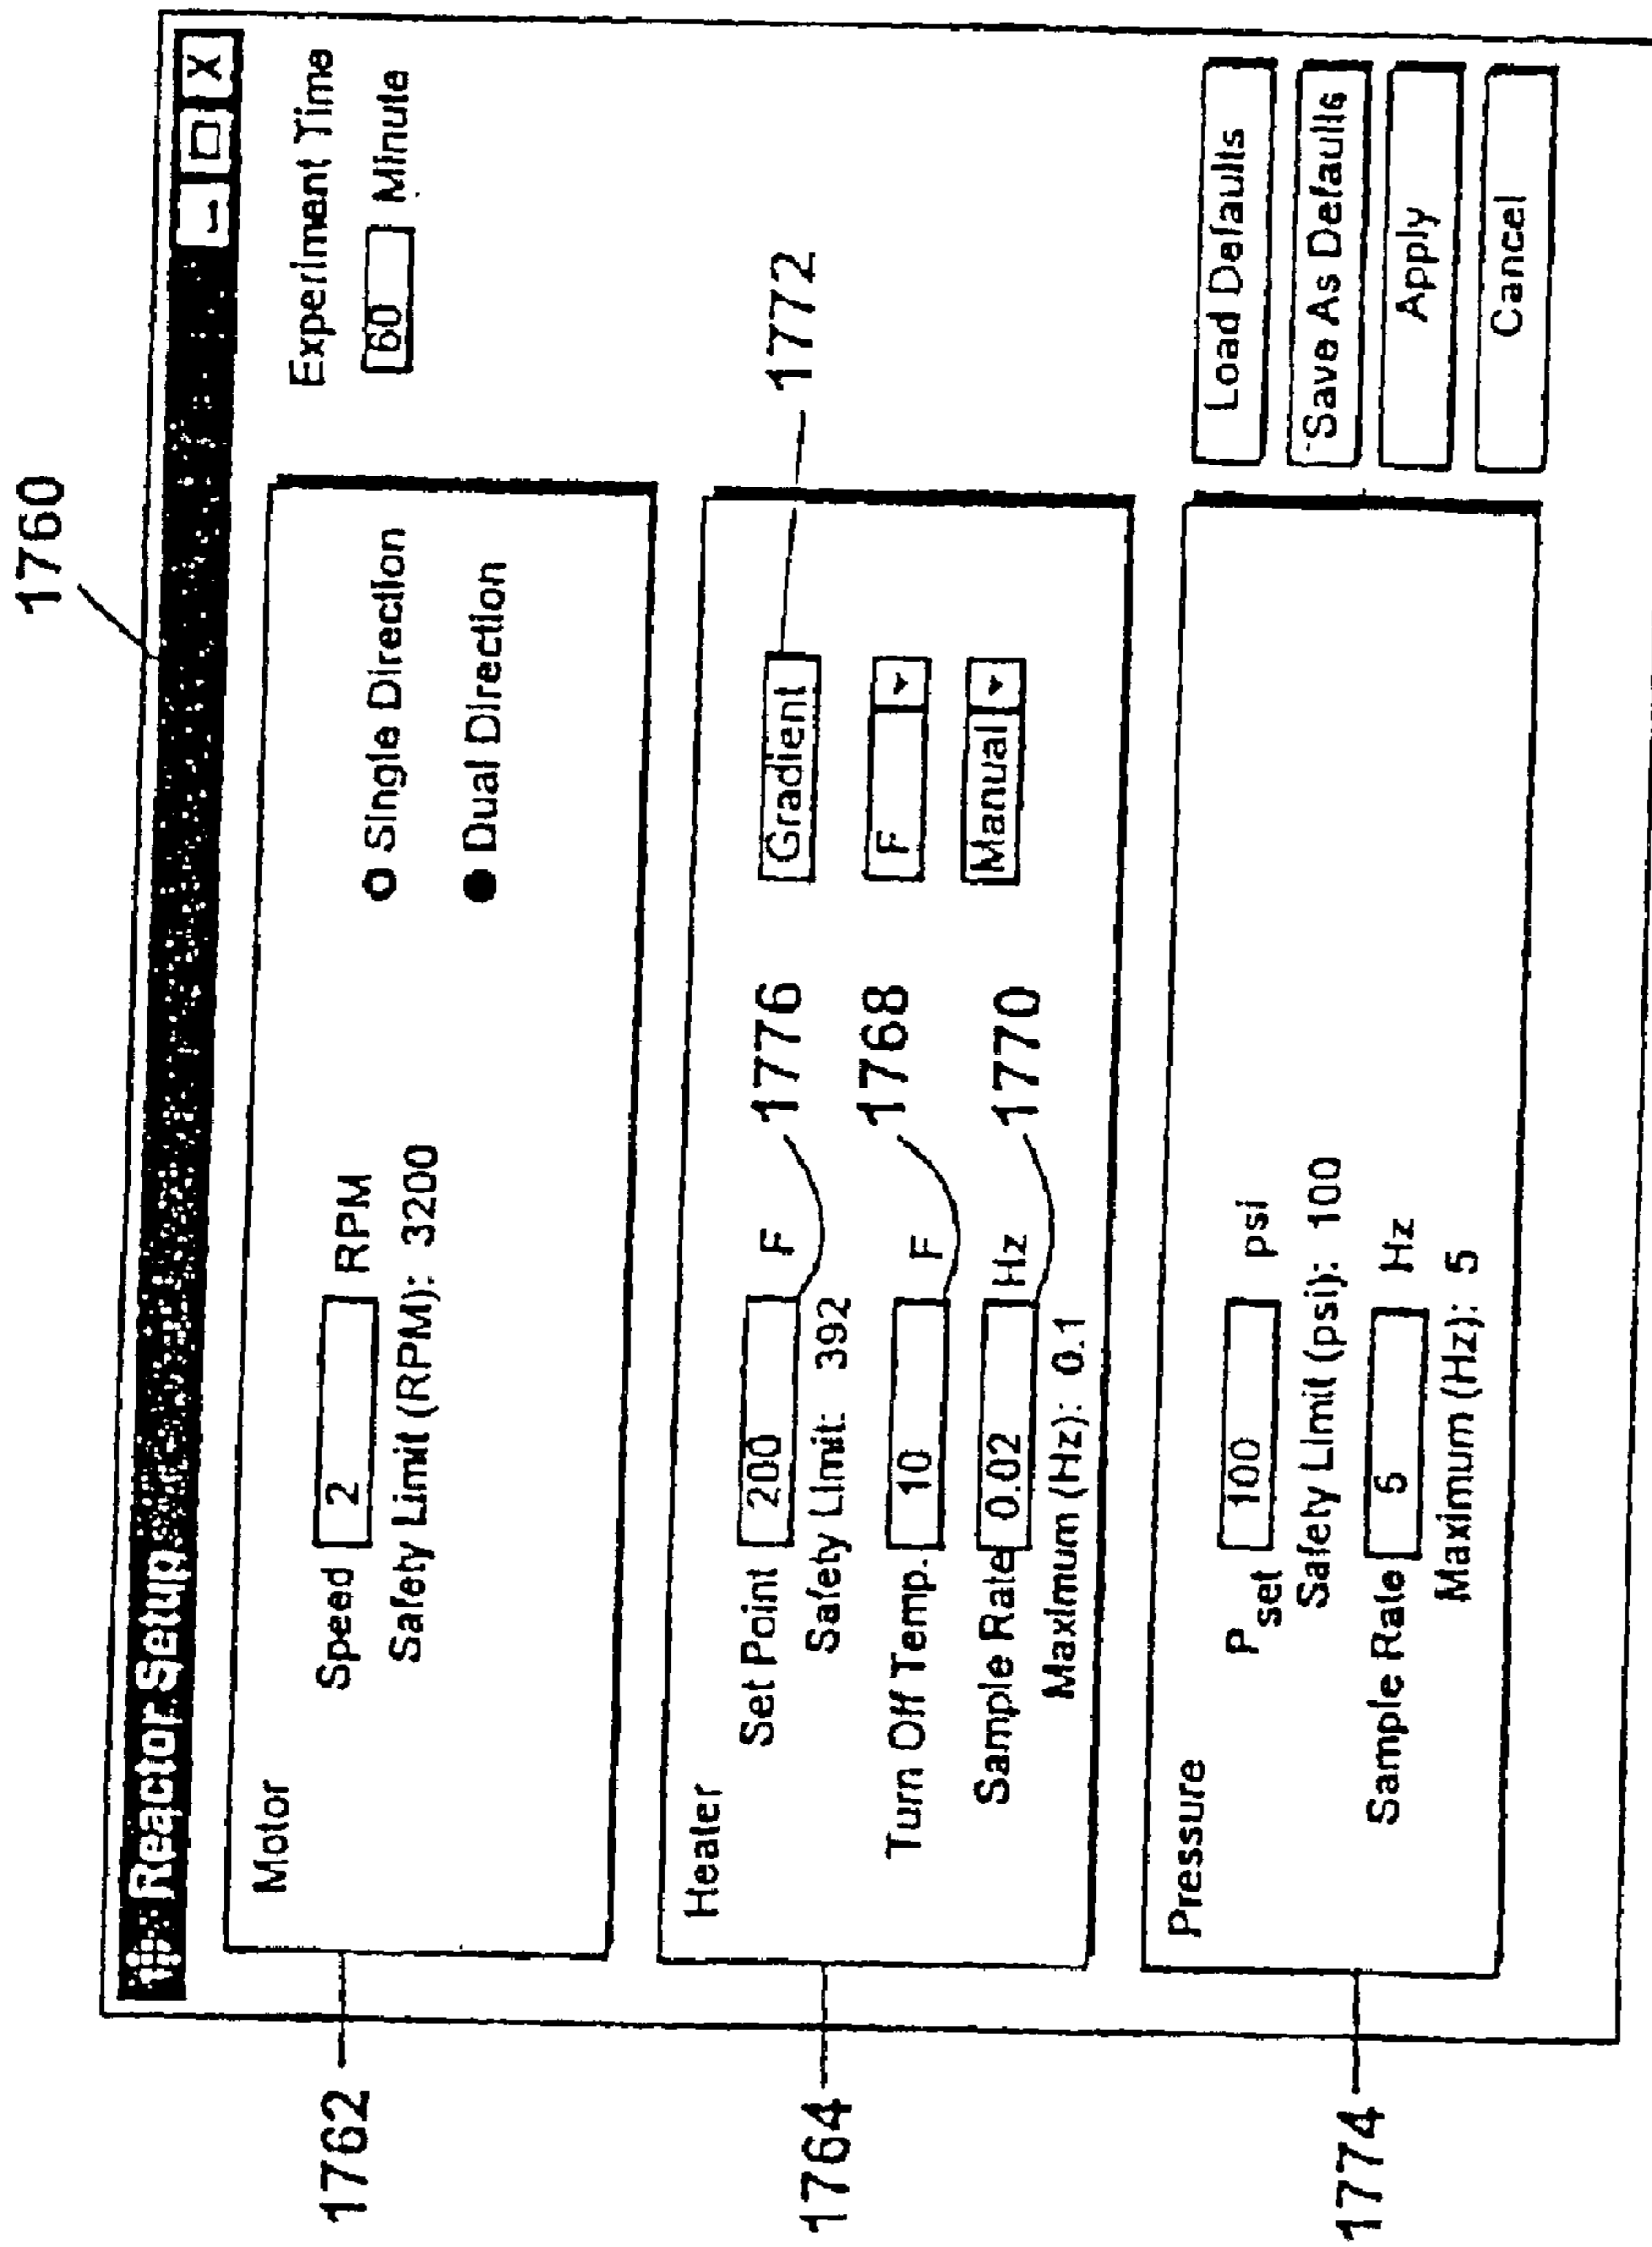 1760
Reactor Setup
Experiment Time
60 Minute
1762
Motor
Speed 2 RPM
Safety Limit (RPM): 3200
Single Direction
Dual Direction
1764
Heater
Set Point 200 F 1776 Gradient 1772
Safety Limit: 392
Turn Off Temp. 10 F 1768 F
Sample Rate 0.02 Hz 1770 Manual
Maximum (Hz): 0.1
1774
Pressure
P set 100 psi
Safety Limit (psi): 100
Sample Rate 5 Hz
Maximum (Hz): 5
Load Defaults
Save As Defaults
Apply
Cancel